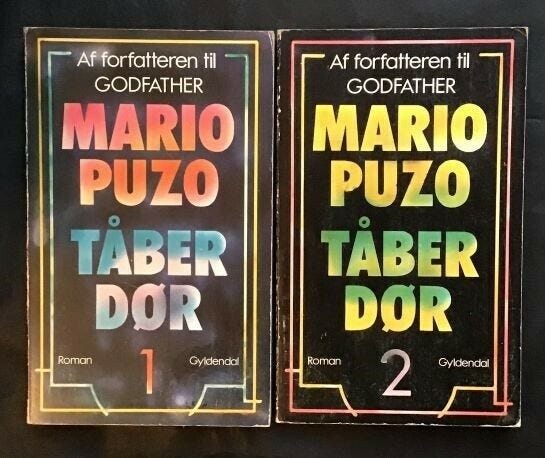 Af forfatteren til
GODFATHER
MARIO
PUZO
TÅBER
DØR
Roman
1
Gyldendal
Af forfatteren til
GODFATHER
MARIO
PUZO
TÅBER
DØR
Roman
2
Gyldendal